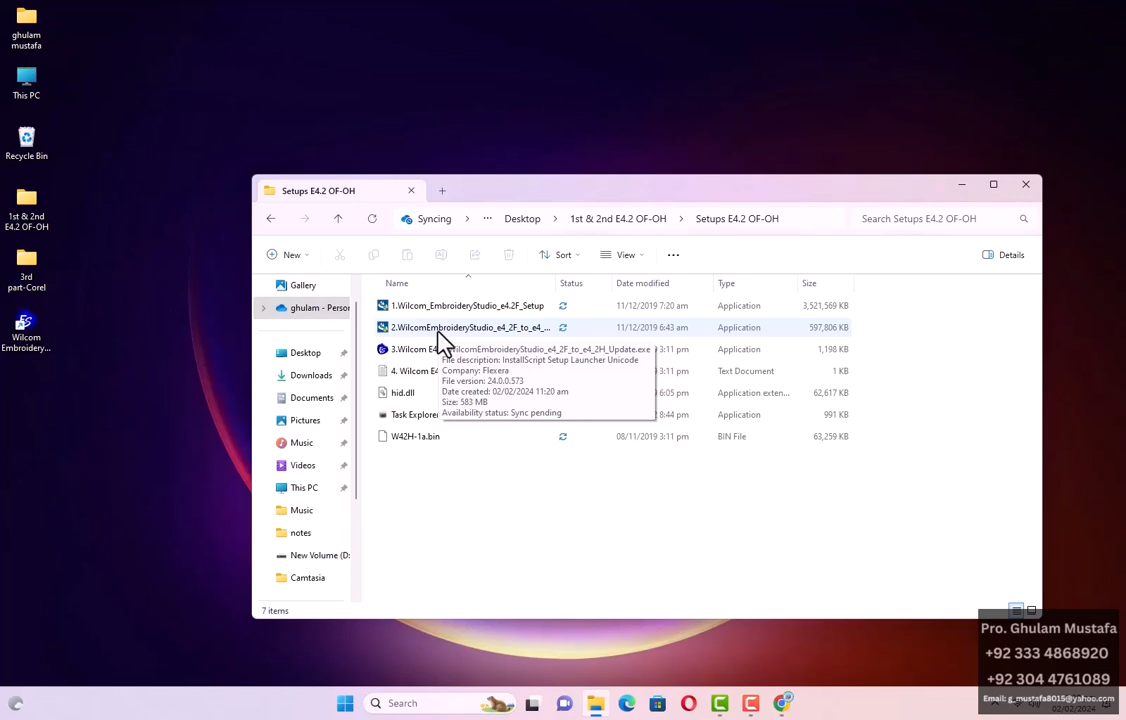 ghulam
mustafa
This PC
Recycle Bin
1st & 2nd
E4.2 OF-OH
3rd
part-Corel
Wilcom
Embroidery...
Setups E4.2 OF-OH
Syncing > ... Desktop > 1st & 2nd E4.2 OF-OH > Setups E4.2 OF-OH
Search Setups E4.2 OF-OH
New
Sort
View
...
Details
Name Status Date modified Type Size
Gallery
ghulam - Person
Desktop
Downloads
Documents
Pictures
Music
Videos
This PC
Music
notes
New Volume (D:
Camtasia
1.Wilcom_EmbroideryStudio_e4.2F_Setup 11/12/2019 7:20 am Application 3,521,569 KB
2.WilcomEmbroideryStudio_e4_2F_to_e4_... 11/12/2019 6:43 am Application 597,806 KB
3.Wilcom E4 3:11 pm Application 1,198 KB
4. Wilcom E4 3:11 pm Text Document 1 KB
hid.dll 6:05 pm Application exten... 62,617 KB
Task Explorer 8:44 pm Application 991 KB
W42H-1a.bin 08/11/2019 3:11 pm BIN File 63,259 KB
ilcomEmbroideryStudio_e4_2F_to_e4_2H_Update.exe
File description: InstallScript Setup Launcher Unicode
Company: Flexera
File version: 24.0.0.573
Date created: 02/02/2024 11:20 am
Size: 583 MB
Availability status: Sync pending
7 items
Pro. Ghulam Mustafa
+92 333 4868920
+92 304 4761089
Email: g_mustafa8015@yahoo.com
Search
02/02/2024